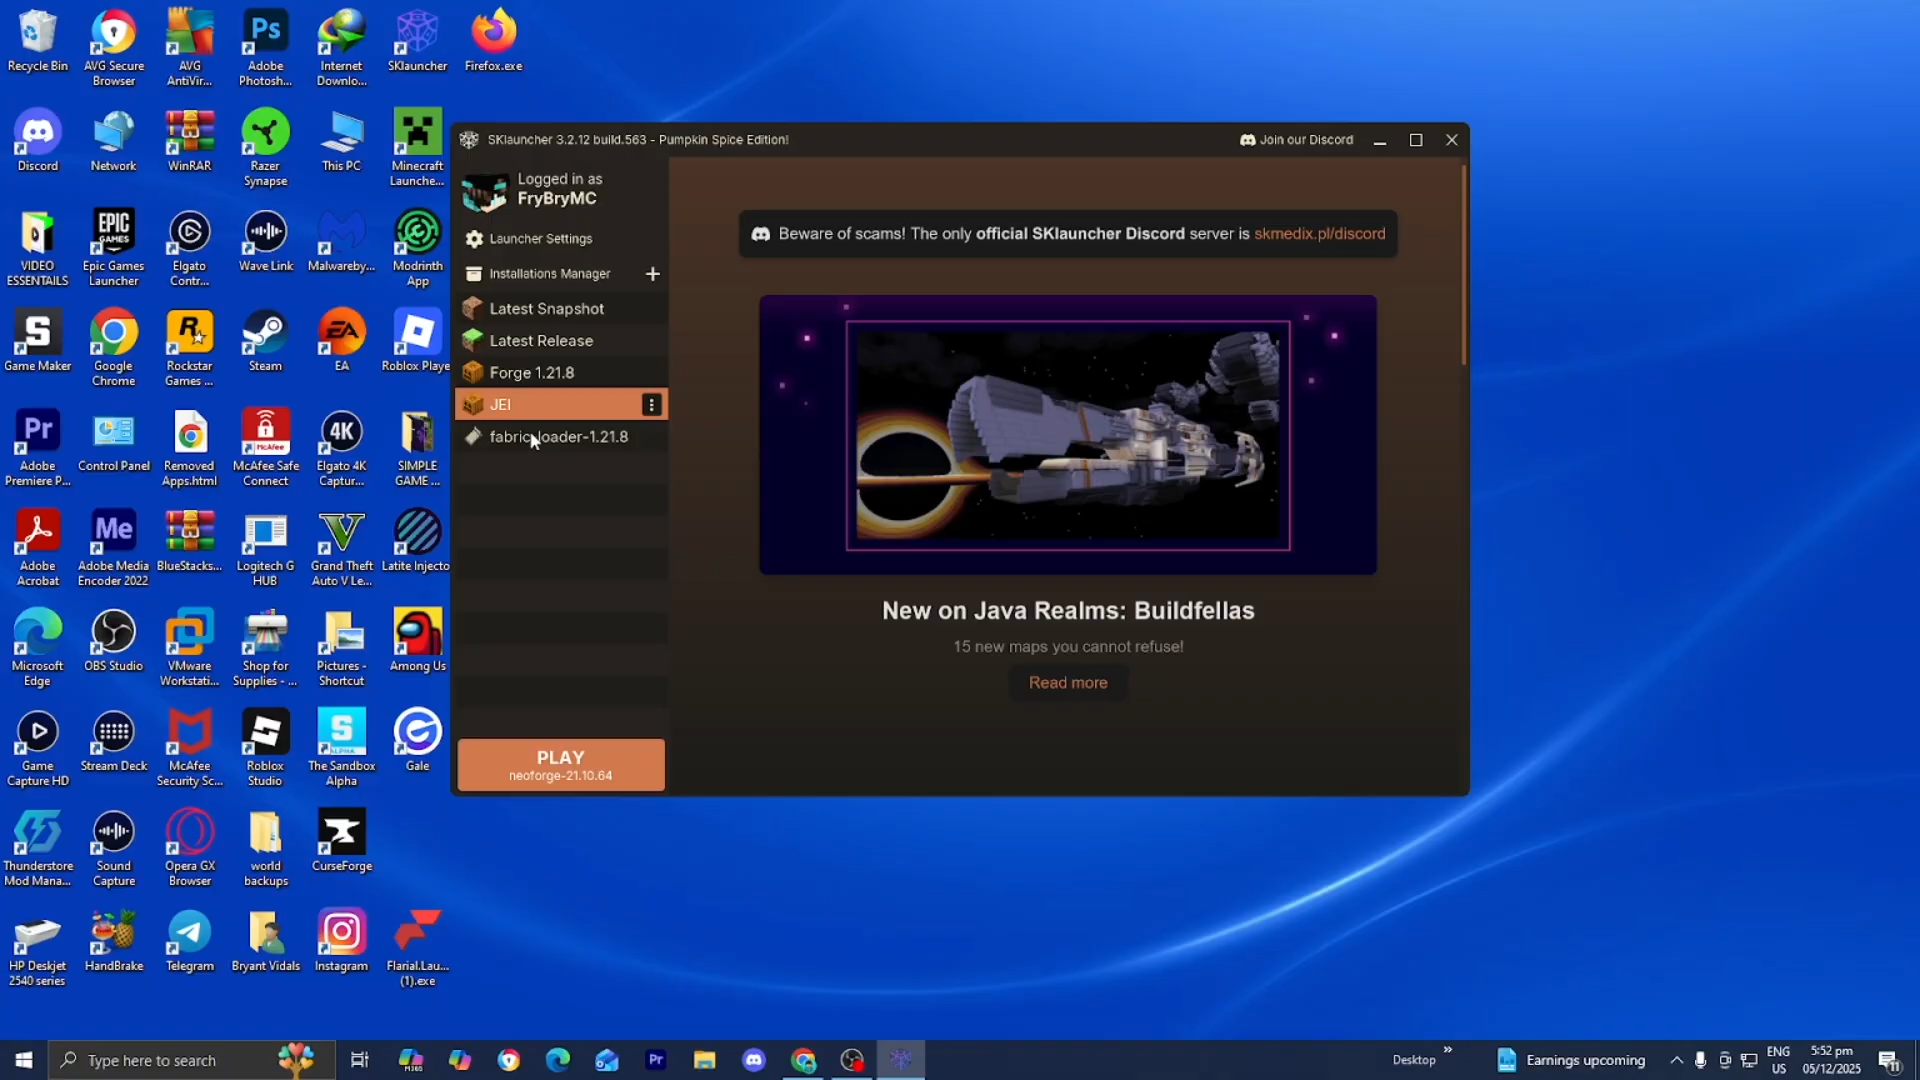 Recycle Bin
AVG Secure
Browser
AVG
AntiVir...
Adobe
Photosh...
Internet
Downlo...
SKlauncher
Firefox.exe
Discord
Network
WinRAR
Razer
Synapse
This PC
Minecraft
Launche...
VIDEO
ESSENTAILS
Epic Games
Launcher
Elgato
Contr...
Wave Link
Malwareby...
Modrinth
App
Game Maker
Google
Chrome
Rockstar
Games ...
Steam
EA
Roblox Playe
Adobe
Premiere P...
Control Panel
Removed
Apps.html
McAfee Safe
Connect
Elgato 4K
Captur...
SIMPLE
GAME ...
Adobe
Acrobat
Adobe Media
Encoder 2022
BlueStacks...
Logitech G
HUB
Grand Theft
Auto V Le...
Latite Injecto
Microsoft
Edge
OBS Studio
VMware
Workstati...
Shop for
Supplies - ...
Pictures -
Shortcut
Among Us
Game
Capture HD
Stream Deck
McAfee
Security Sc...
Roblox
Studio
The Sandbox
Alpha
Gale
Thunderstore
Mod Mana...
Sound
Capture
Opera GX
Browser
world
backups
CurseForge
HP Deskjet
2540 series
HandBrake
Telegram
Bryant Vidals
Instagram
Flarial.Lau...
(1).exe
SKlauncher 3.2.12 build.563 - Pumpkin Spice Edition!
Join our Discord
Logged in as
FryBryMC
Launcher Settings
Installations Manager
Latest Snapshot
Latest Release
Forge 1.21.8
JEI
fabric-loader-1.21.8
PLAY
neoforge-21.10.64
Beware of scams! The only official SKlauncher Discord server is skmedix.pl/discord
New on Java Realms: Buildfellas
15 new maps you cannot refuse!
Read more
Type here to search
Desktop
Earnings upcoming
ENG
US
5:52 pm
05/12/2025
11